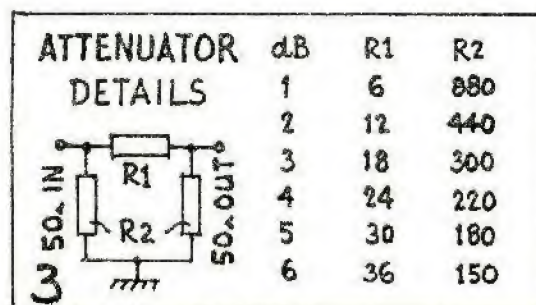 ATTENUATOR
DETAILS
R1
R2
50Ω IN
50Ω OUT
3
dB R1 R2
1 6 880
2 12 440
3 18 300
4 24 220
5 30 180
6 36 150